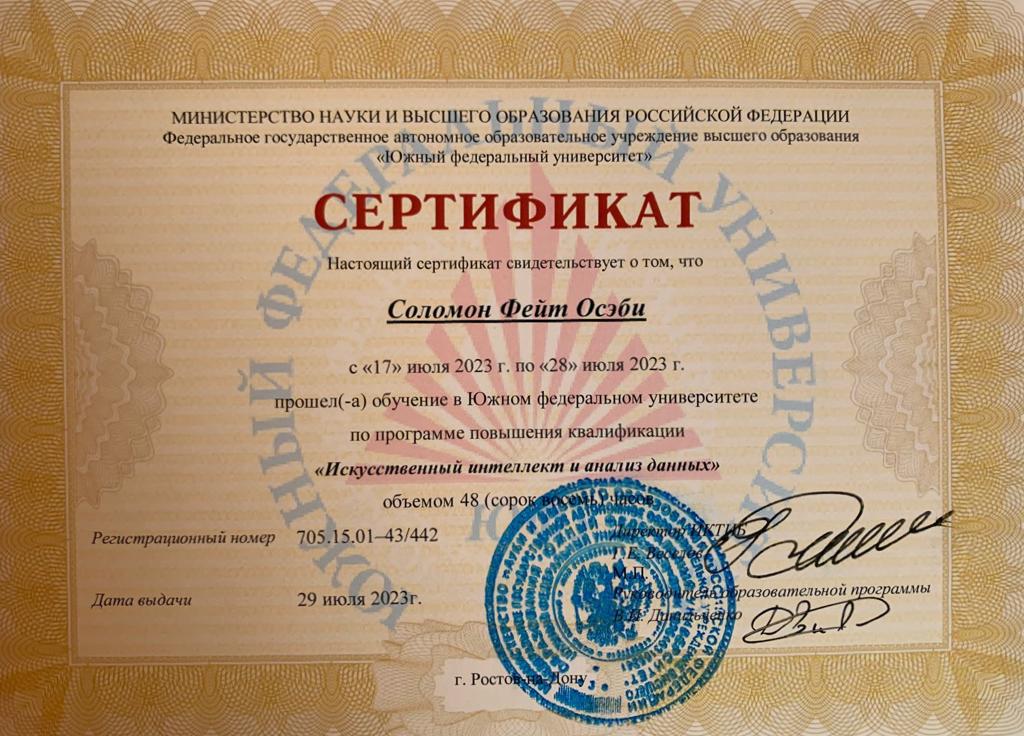 МИНИСТЕРСТВО НАУКИ И ВЫСШЕГО ОБРАЗОВАНИЯ РОССИЙСКОЙ ФЕДЕРАЦИИ
Федеральное государственное автономное образовательное учреждение высшего образования
«Южный федеральный университет»
СЕРТИФИКАТ
Настоящий сертификат свидетельствует о том, что
Соломон Фейт Осэби
с «17» июля 2023 г. по «28» июля 2023 г.
прошел(-а) обучение в Южном федеральном университете
по программе повышения квалификации
«Искусственный интеллект и анализ данных»
объемом 48 (сорок восемь) часов
Регистрационный номер 705.15.01–43/442
Директор ИКТИБ
Г.Е. Веселов
М.П.
Руководитель образовательной программы
Дата выдачи 29 июля 2023г.
В.И.
г. Ростов-на-Дону
ЮЖНЫЙ ФЕДЕРАЛЬНЫЙ